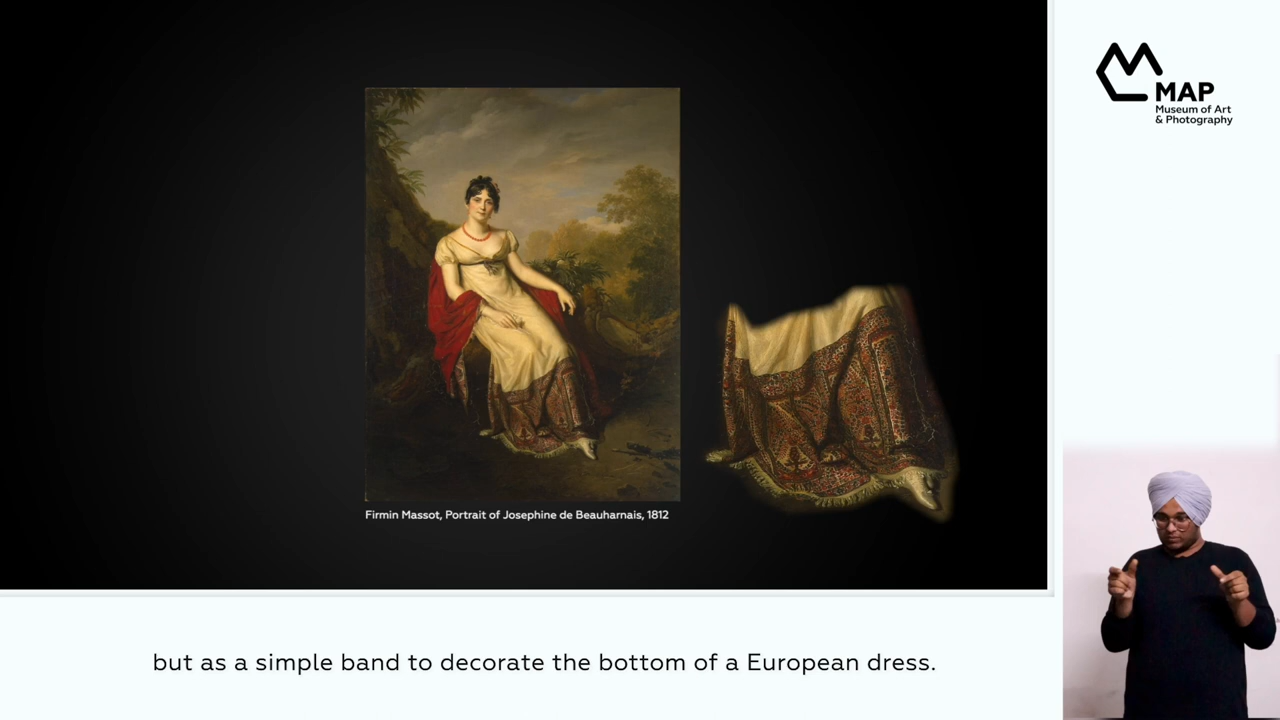 MAP
Museum of Art
& Photography
Firmin Massot, Portrait of Josephine de Beauharnais, 1812
but as a simple band to decorate the bottom of a European dress.